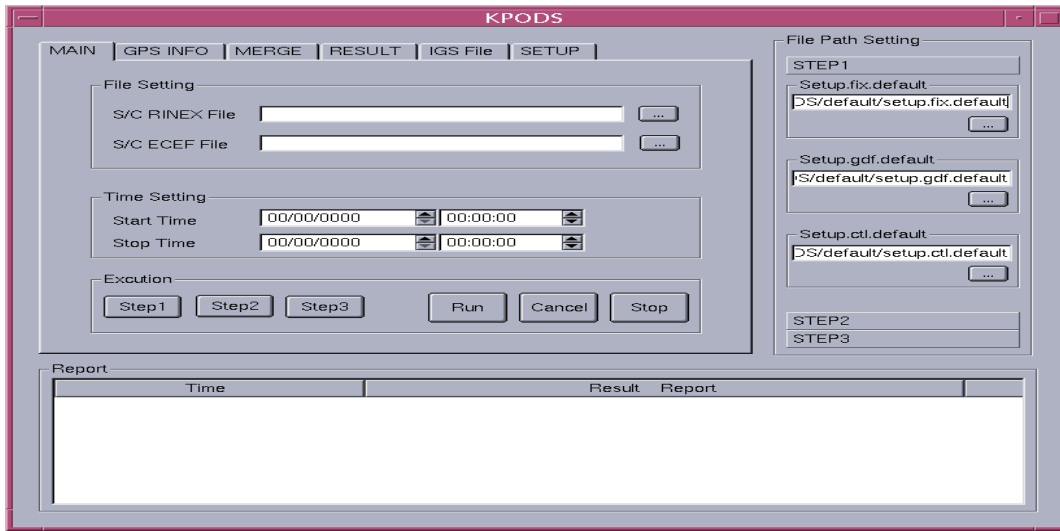 KPODS
MAIN GPS INFO MERGE RESULT IGS File SETUP
File Setting
S/C RINEX File ...
S/C ECEF File ...
Time Setting
Start Time 00/00/0000 00:00:00
Stop Time 00/00/0000 00:00:00
Excution
Step1 Step2 Step3 Run Cancel Stop
File Path Setting
STEP1
Setup.fix.default
DS/default/setup.fix.default
...
Setup.gdf.default
S/default/setup.gdf.default
...
Setup.ctl.default
DS/default/setup.ctl.default
...
STEP2
STEP3
Report
Time Result Report